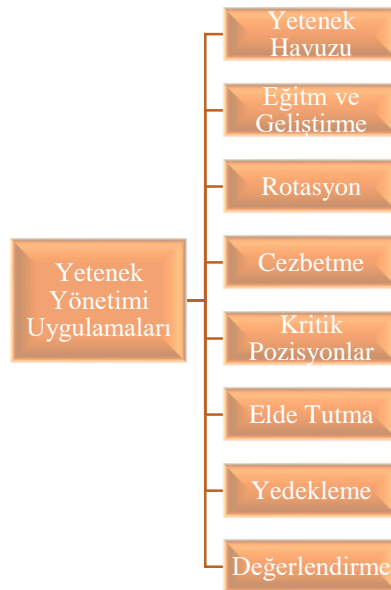 Yetenek
Havuzu
Eğitm ve
Geliştirme
Rotasyon
Cezbetme
Yetenek
Yönetimi
Uygulamaları
Kritik
Pozisyonlar
Elde Tutma
Yedekleme
Değerlendirme